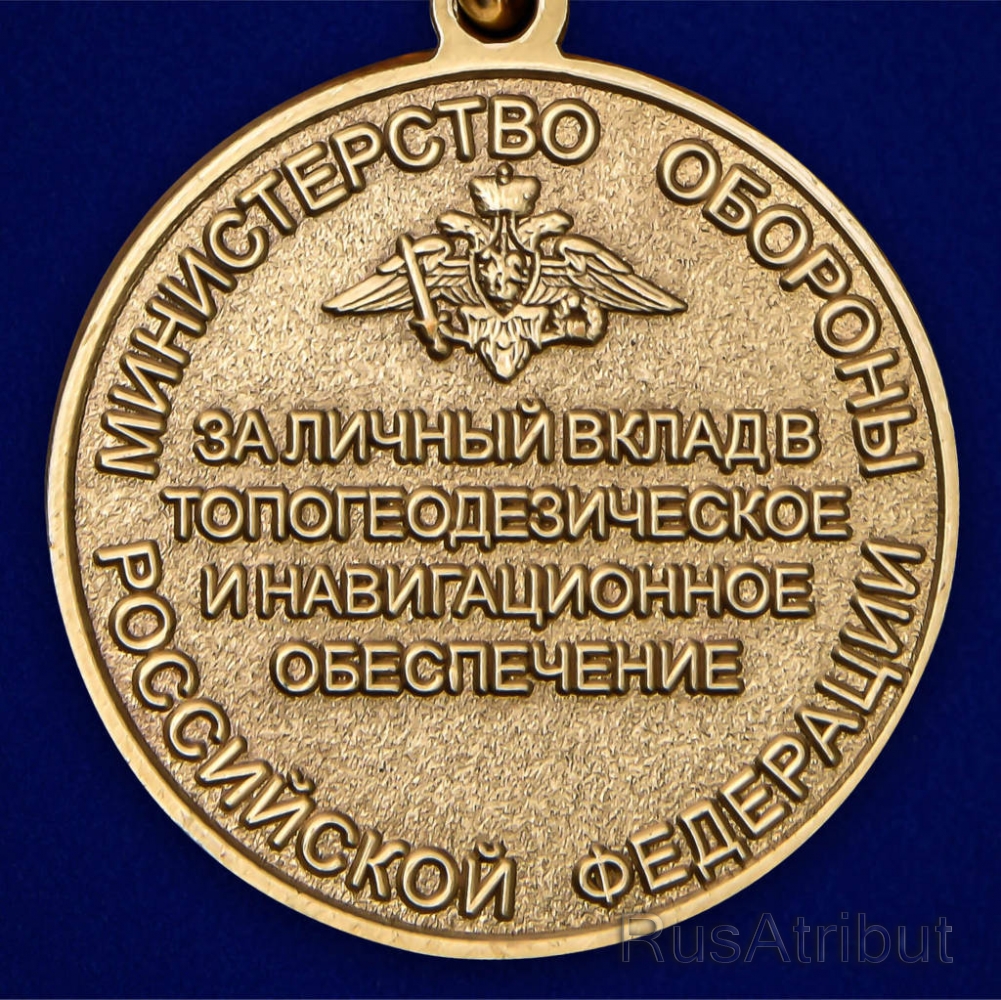 МИНИСТЕРСТВО ОБОРОНЫ
ЗА ЛИЧНЫЙ ВКЛАД В
ТОПОГЕОДЕЗИЧЕСКОЕ
И НАВИГАЦИОННОЕ
ОБЕСПЕЧЕНИЕ
РОССИЙСКОЙ ФЕДЕРАЦИИ
RusAtribut